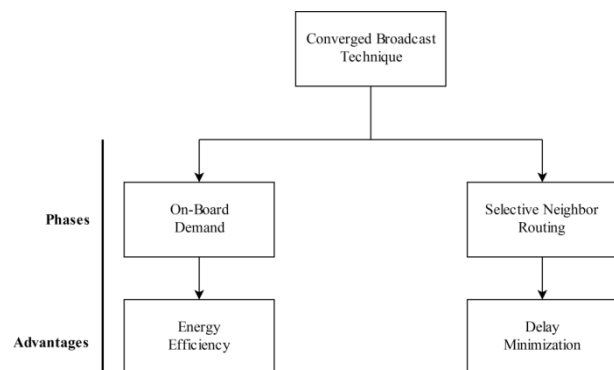 Converged Broadcast
Technique
Phases
On-Board
Demand
Selective Neighbor
Routing
Advantages
Energy
Efficiency
Delay
Minimization